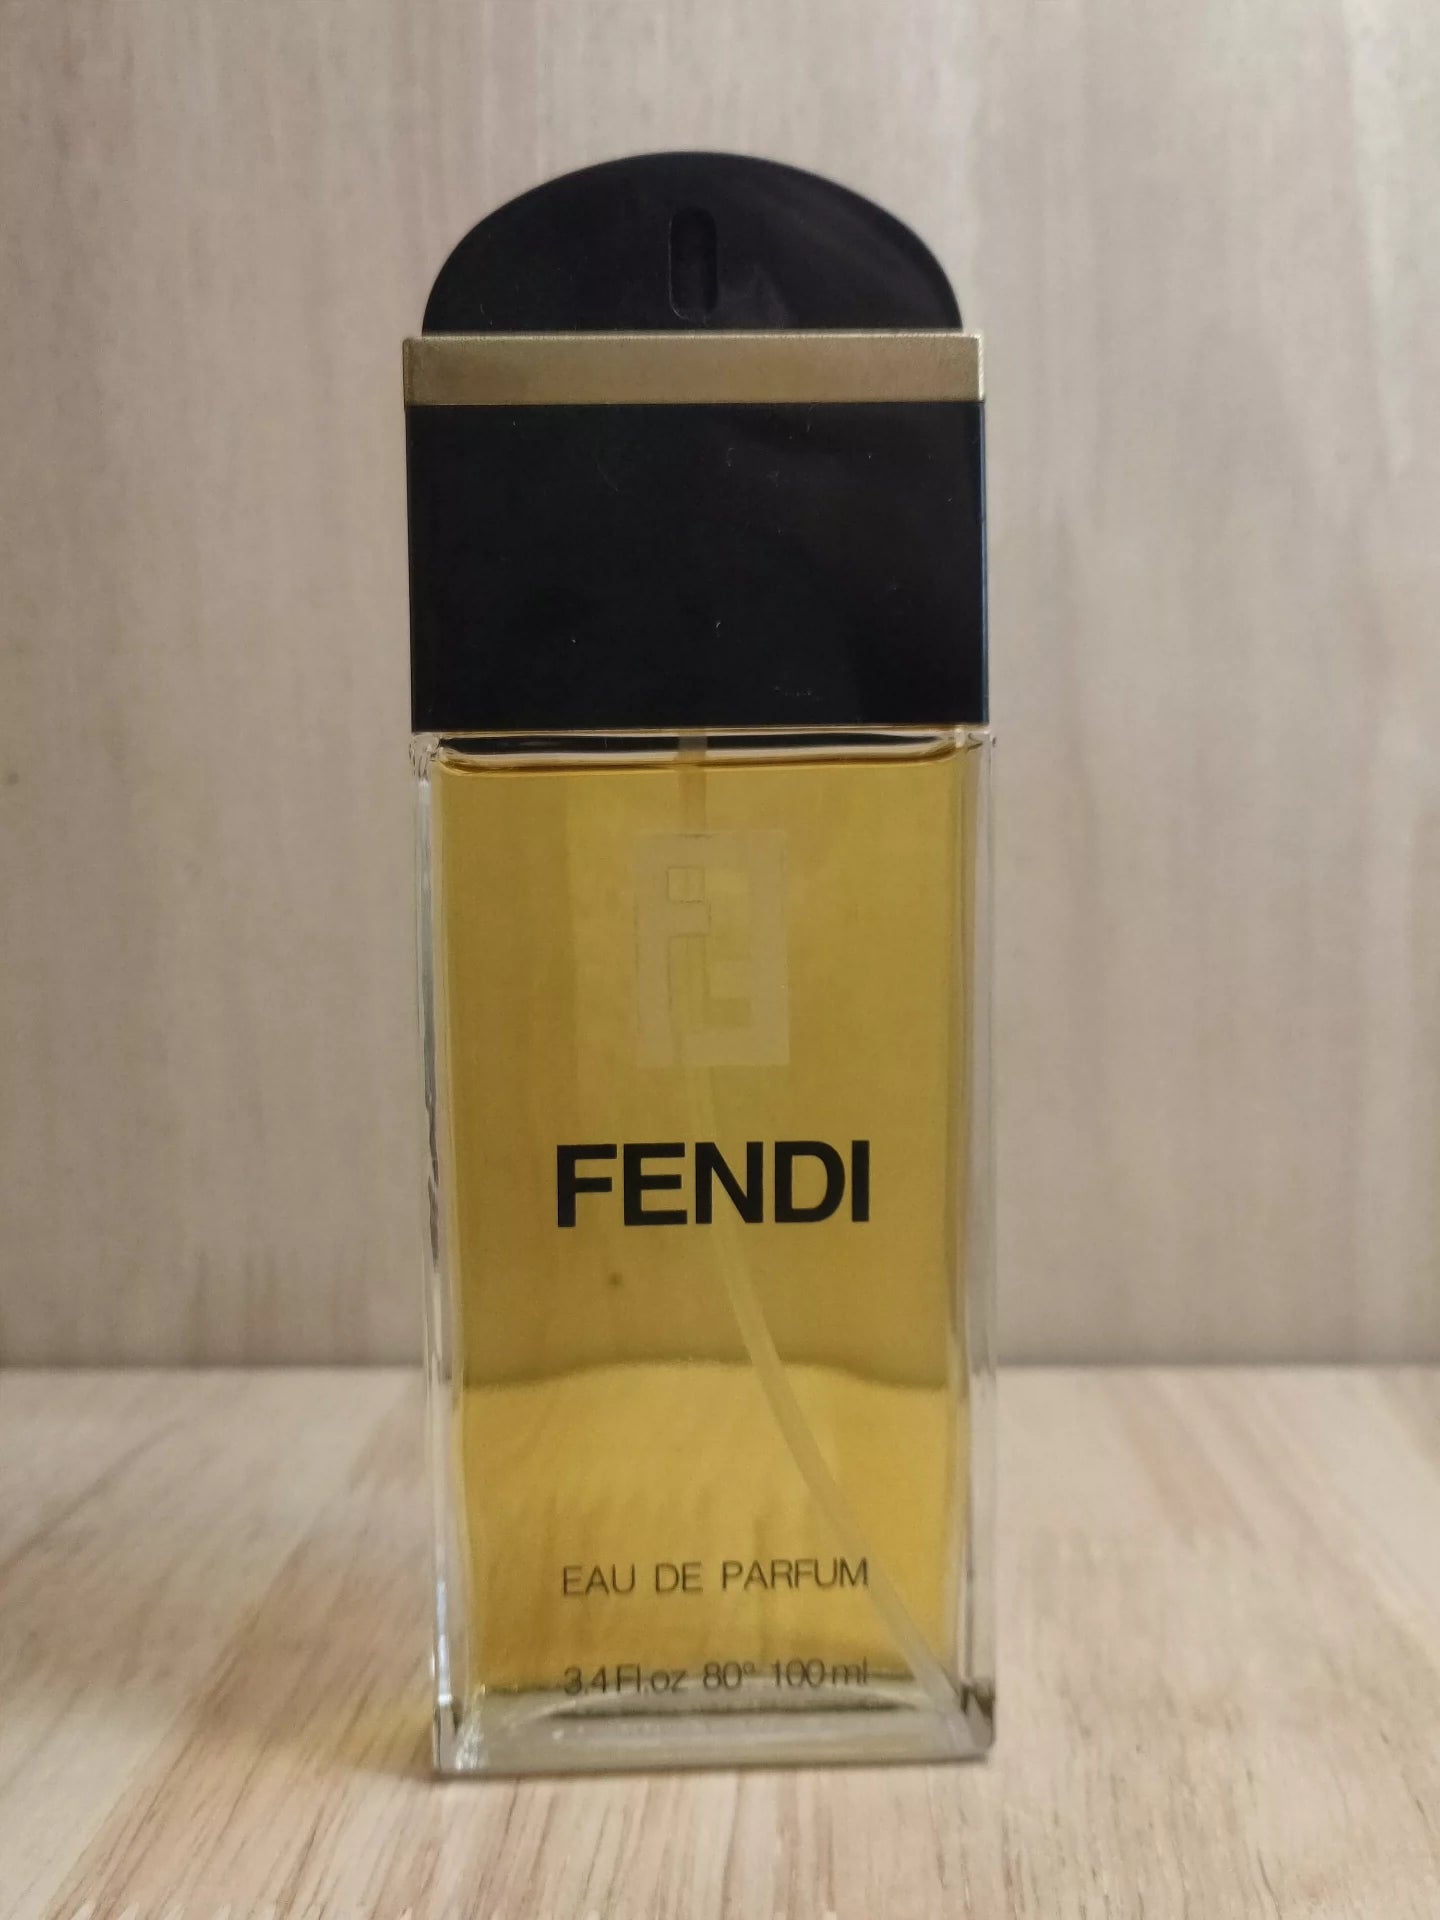 FENDI
EAU DE PARFUM
3.4 Fl.oz 80° 100 ml